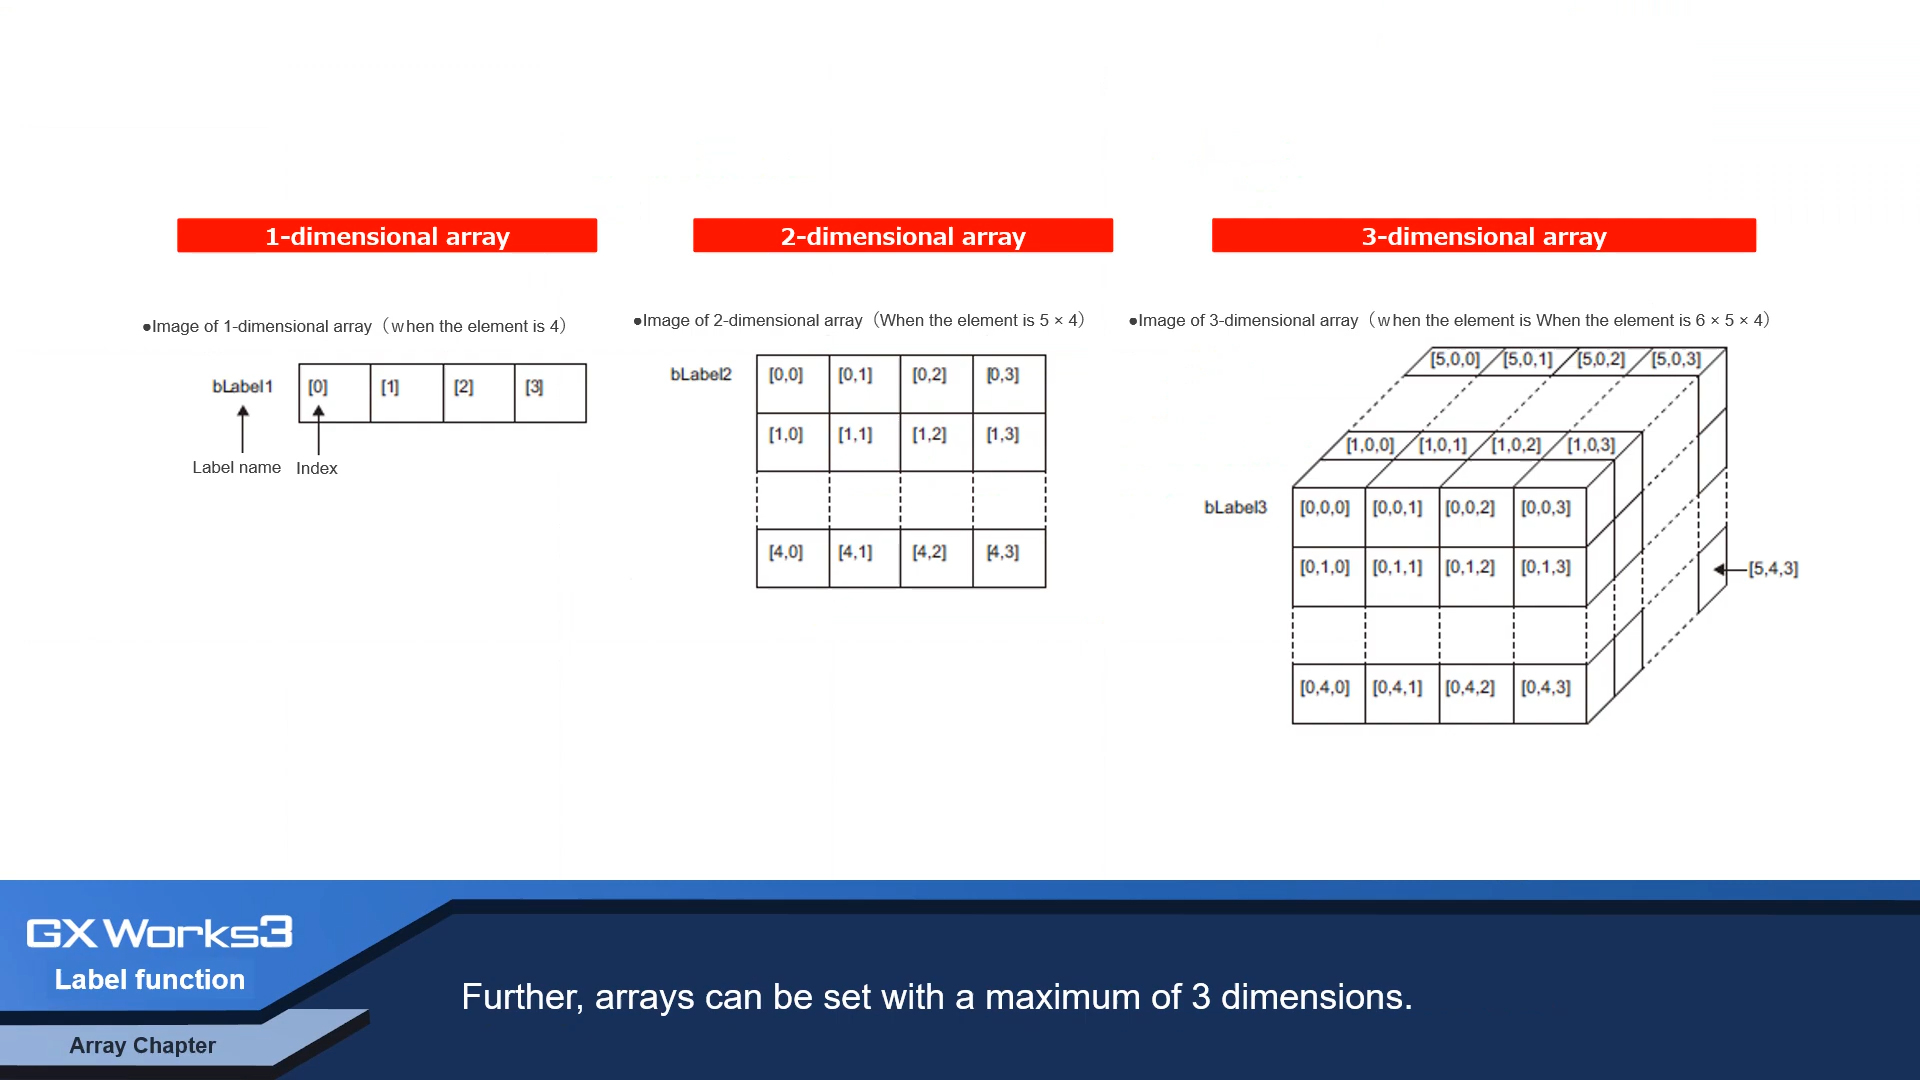 1-dimensional array
●Image of 1-dimensional array（when the element is 4）
bLabel1 [0] [1] [2] [3]
Label name Index
2-dimensional array
●Image of 2-dimensional array（When the element is 5 × 4）
bLabel2 [0,0] [0,1] [0,2] [0,3]
[1,0] [1,1] [1,2] [1,3]
[4,0] [4,1] [4,2] [4,3]
3-dimensional array
●Image of 3-dimensional array（when the element is When the element is 6 × 5 × 4）
[5,0,0] [5,0,1] [5,0,2] [5,0,3]
[1,0,0] [1,0,1] [1,0,2] [1,0,3]
bLabel3 [0,0,0] [0,0,1] [0,0,2] [0,0,3]
[0,1,0] [0,1,1] [0,1,2] [0,1,3]
[5,4,3]
[0,4,0] [0,4,1] [0,4,2] [0,4,3]
GX Works3
Label function
Array Chapter
Further, arrays can be set with a maximum of 3 dimensions.